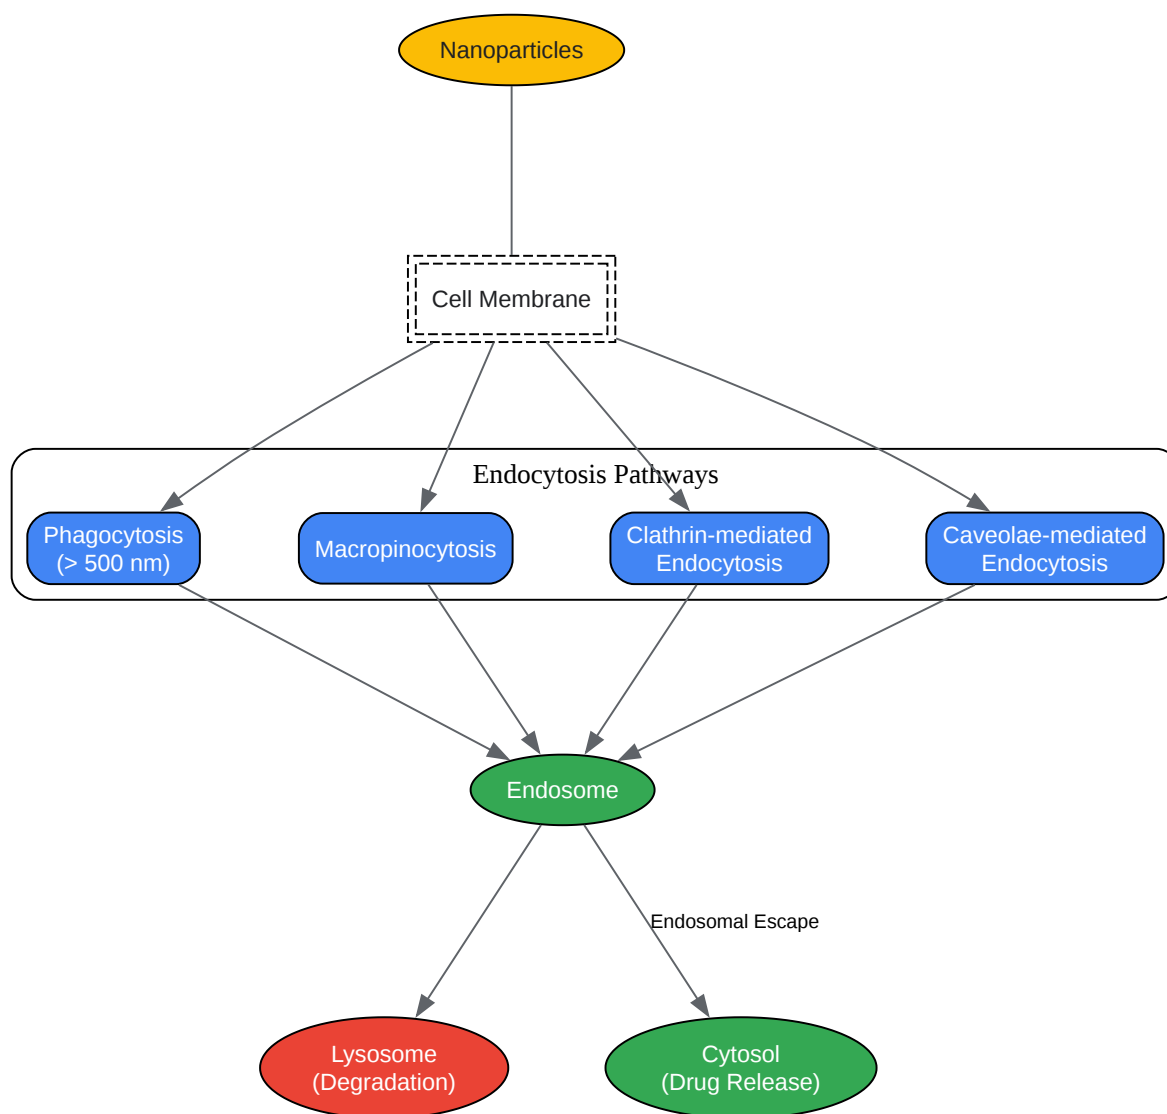 Nanoparticles
Cell Membrane
Endocytosis Pathways
Phagocytosis
(> 500 nm)
Macropinocytosis
Clathrin-mediated
Endocytosis
Caveolae-mediated
Endocytosis
Endosome
Endosomal Escape
Lysosome
(Degradation)
Cytosol
(Drug Release)